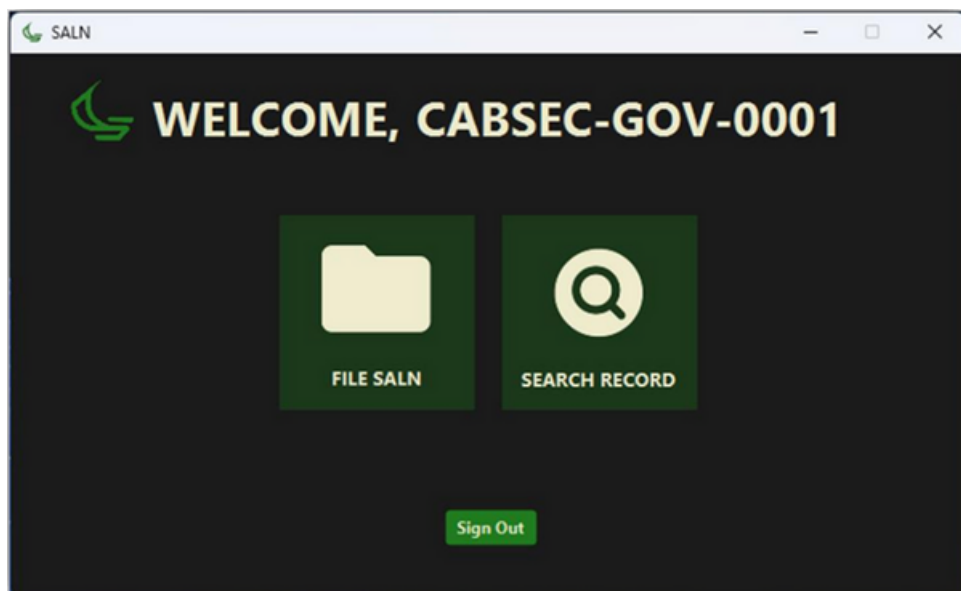 SALN
WELCOME, CABSEC-GOV-0001
FILE SALN
SEARCH RECORD
Sign Out